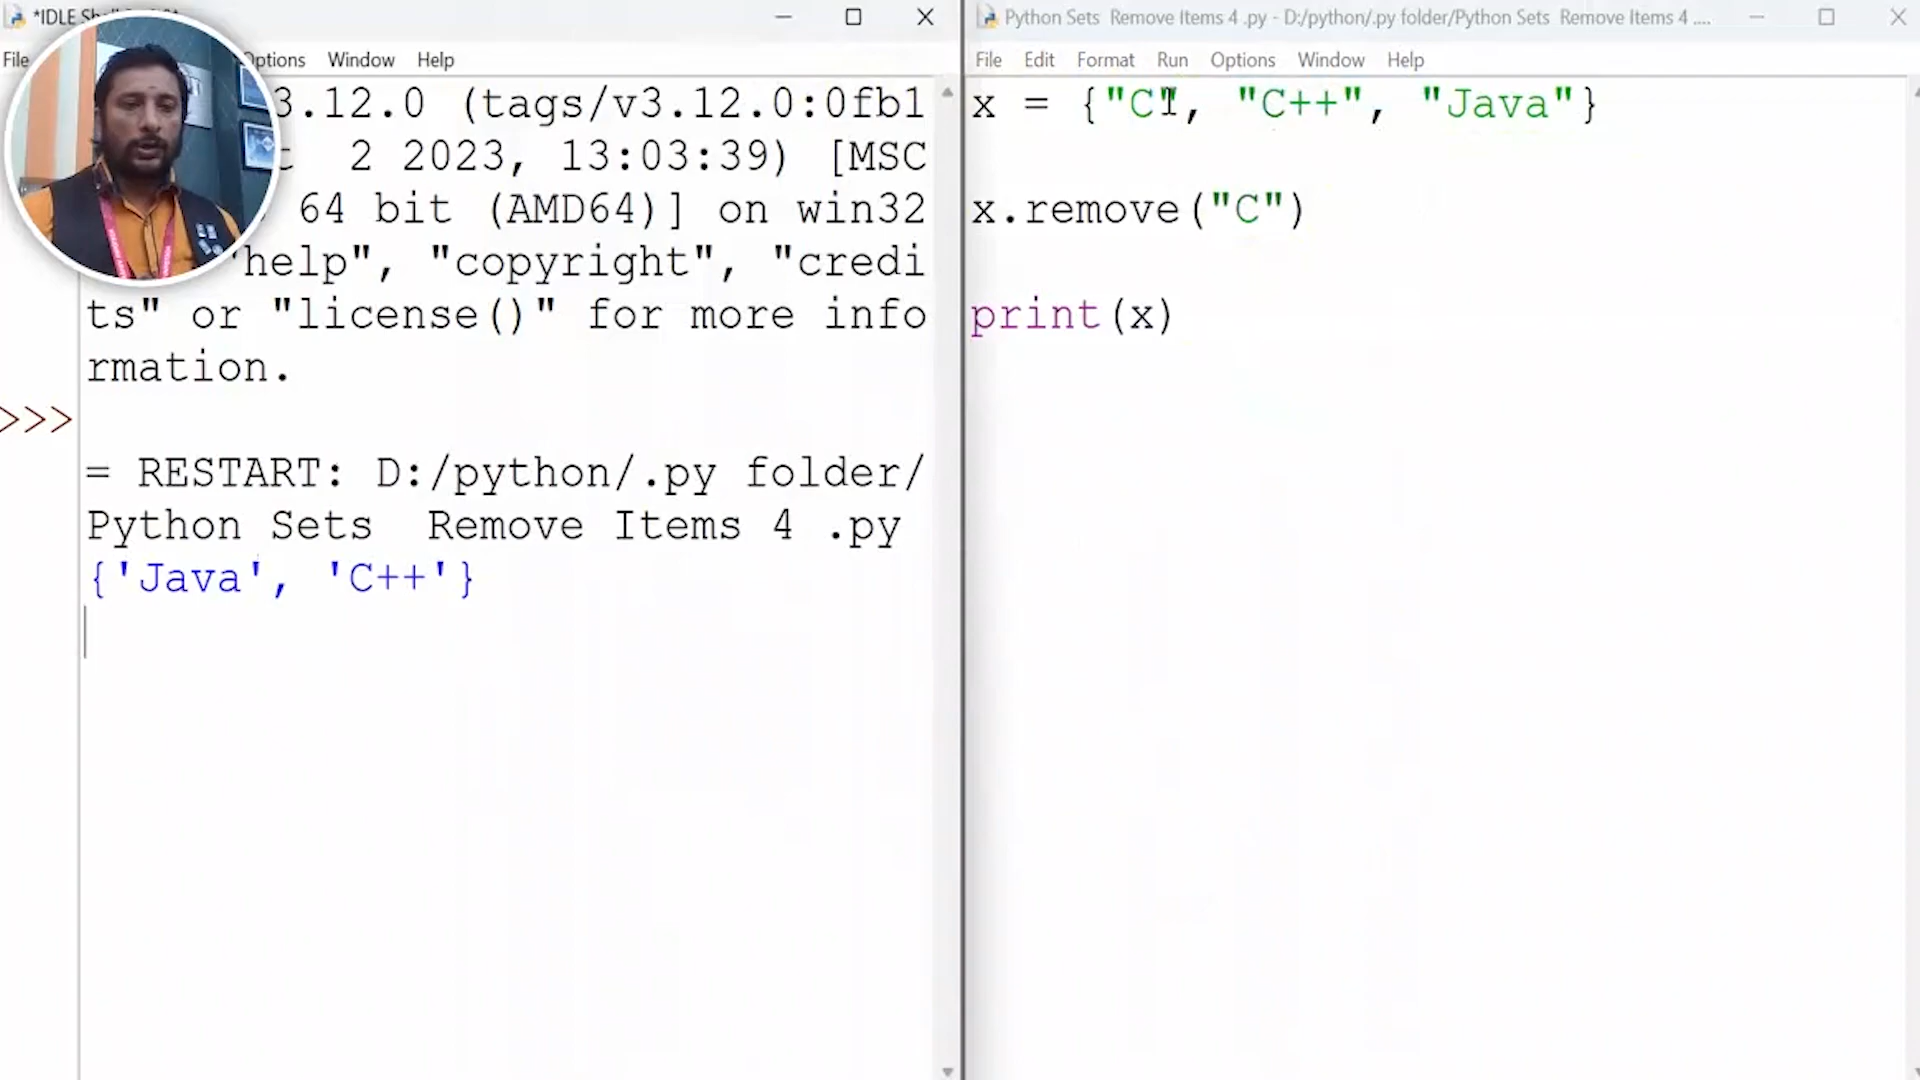 *IDLE She
File
Options
Window
Help
3.12.0 (tags/v3.12.0:0fb1
2 2023, 13:03:39) [MSC
64 bit (AMD64)] on win32
help", "copyright", "credi
ts" or "license()" for more info
rmation.
>>>
= RESTART: D:/python/.py folder/
Python Sets  Remove Items 4 .py
{'Java', 'C++'}
Python Sets  Remove Items 4 .py - D:/python/.py folder/Python Sets  Remove Items 4 ....
File Edit Format Run Options Window Help
x = {"C", "C++", "Java"}
x.remove("C")
print(x)